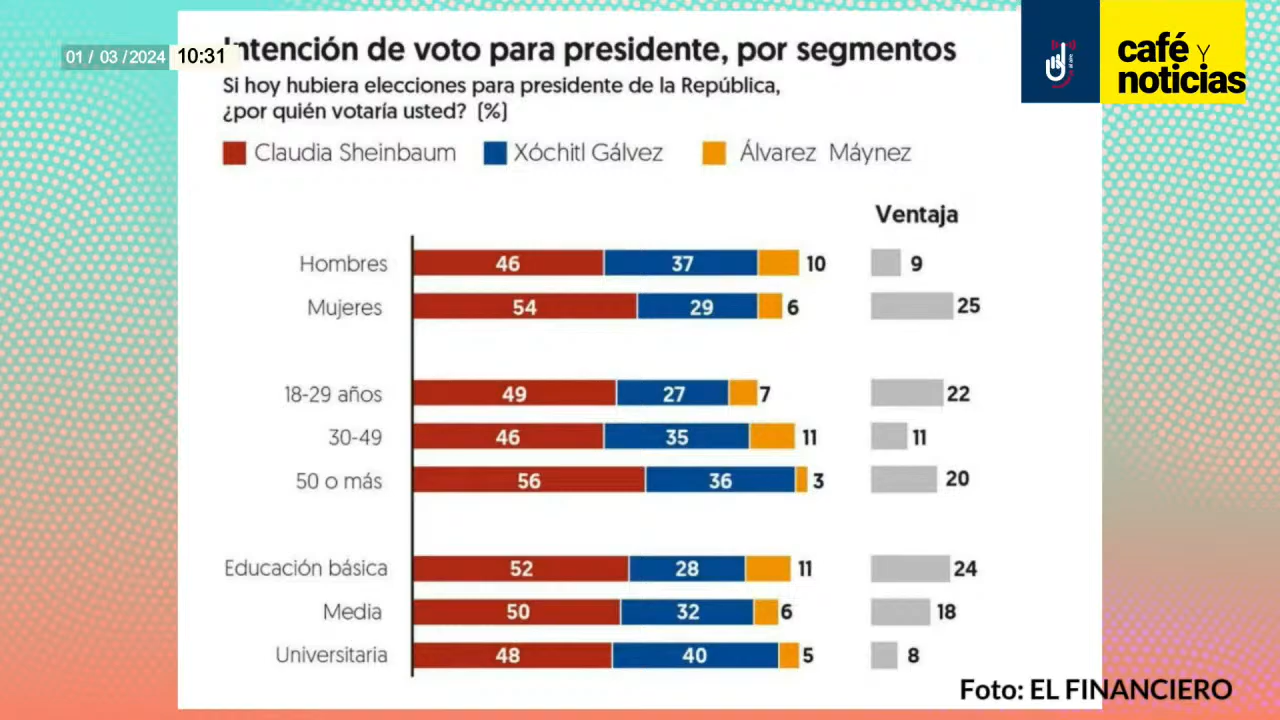 01 / 03 /2024 10:31
Intención de voto para presidente, por segmentos
Si hoy hubiera elecciones para presidente de la República,
¿por quién votaría usted? (%)
Claudia Sheinbaum Xóchitl Gálvez Álvarez Máynez
café Y
noticias
Ventaja
Hombres 46 37 10 9
Mujeres 54 29 6 25
18-29 años 49 27 7 22
30-49 46 35 11 11
50 o más 56 36 3 20
Educación básica 52 28 11 24
Media 50 32 6 18
Universitaria 48 40 5 8
Foto: EL FINANCIERO